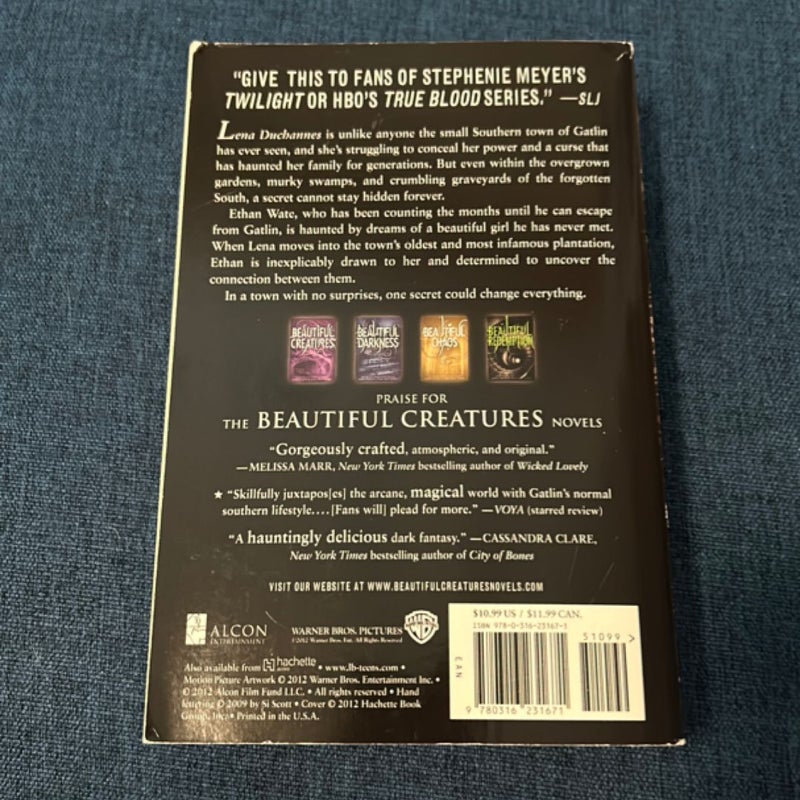 "GIVE THIS TO FANS OF STEPHENIE MEYER'S
TWILIGHT OR HBO'S TRUE BLOOD SERIES." —SLJ
Lena Duchannes is unlike anyone the small Southern town of Gatlin
has ever seen, and she's struggling to conceal her power and a curse that
has haunted her family for generations. But even within the overgrown
gardens, murky swamps, and crumbling graveyards of the forgotten
South, a secret cannot stay hidden forever.
Ethan Wate, who has been counting the months until he can escape
from Gatlin, is haunted by dreams of a beautiful girl he has never met.
When Lena moves into the town's oldest and most infamous plantation,
Ethan is inexplicably drawn to her and determined to uncover the
connection between them.
In a town with no surprises, one secret could change everything.
BEAUTIFUL CREATURES
BEAUTIFUL DARKNESS
BEAUTIFUL CHAOS
BEAUTIFUL REDEMPTION
PRAISE FOR
THE BEAUTIFUL CREATURES NOVELS
"Gorgeously crafted, atmospheric, and original."
—MELISSA MARR, New York Times bestselling author of Wicked Lovely
★ "Skillfully juxtapos[es] the arcane, magical world with Gatlin's normal
southern lifestyle.…[Fans will] plead for more." —VOYA (starred review)
"A hauntingly delicious dark fantasy." —CASSANDRA CLARE,
New York Times bestselling author of City of Bones
VISIT OUR WEBSITE AT WWW.BEAUTIFULCREATURESNOVELS.COM
ALCON
ENTERTAINMENT
WARNER BROS. PICTURES
©2012 Warner Bros. Ent. All Rights Reserved
WB
Also available from hachette • www.lb-teens.com •
Motion Picture Artwork © 2012 Warner Bros. Entertainment Inc. •
© 2012 Alcon Film Fund LLC. • All rights reserved • Hand
lettering © 2009 by Si Scott • Cover © 2012 Hachette Book
Group, Inc. • Printed in the U.S.A.
$10.99 US / $11.99 CAN.
ISBN 978-0-316-23167-1
51099 >
EAN
9 780316 231671